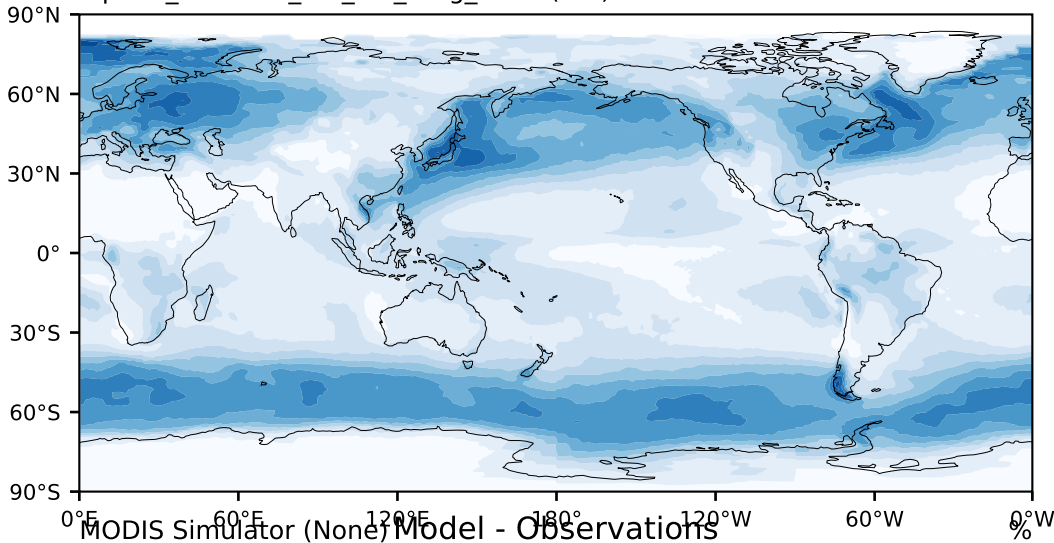 90°N
60°N
30°N
0°
30°S
60°S
90°S
0°E 60°E 120°E 180° 120°W 60°W 0°W
MODIS Simulator (None) Model - Observations %